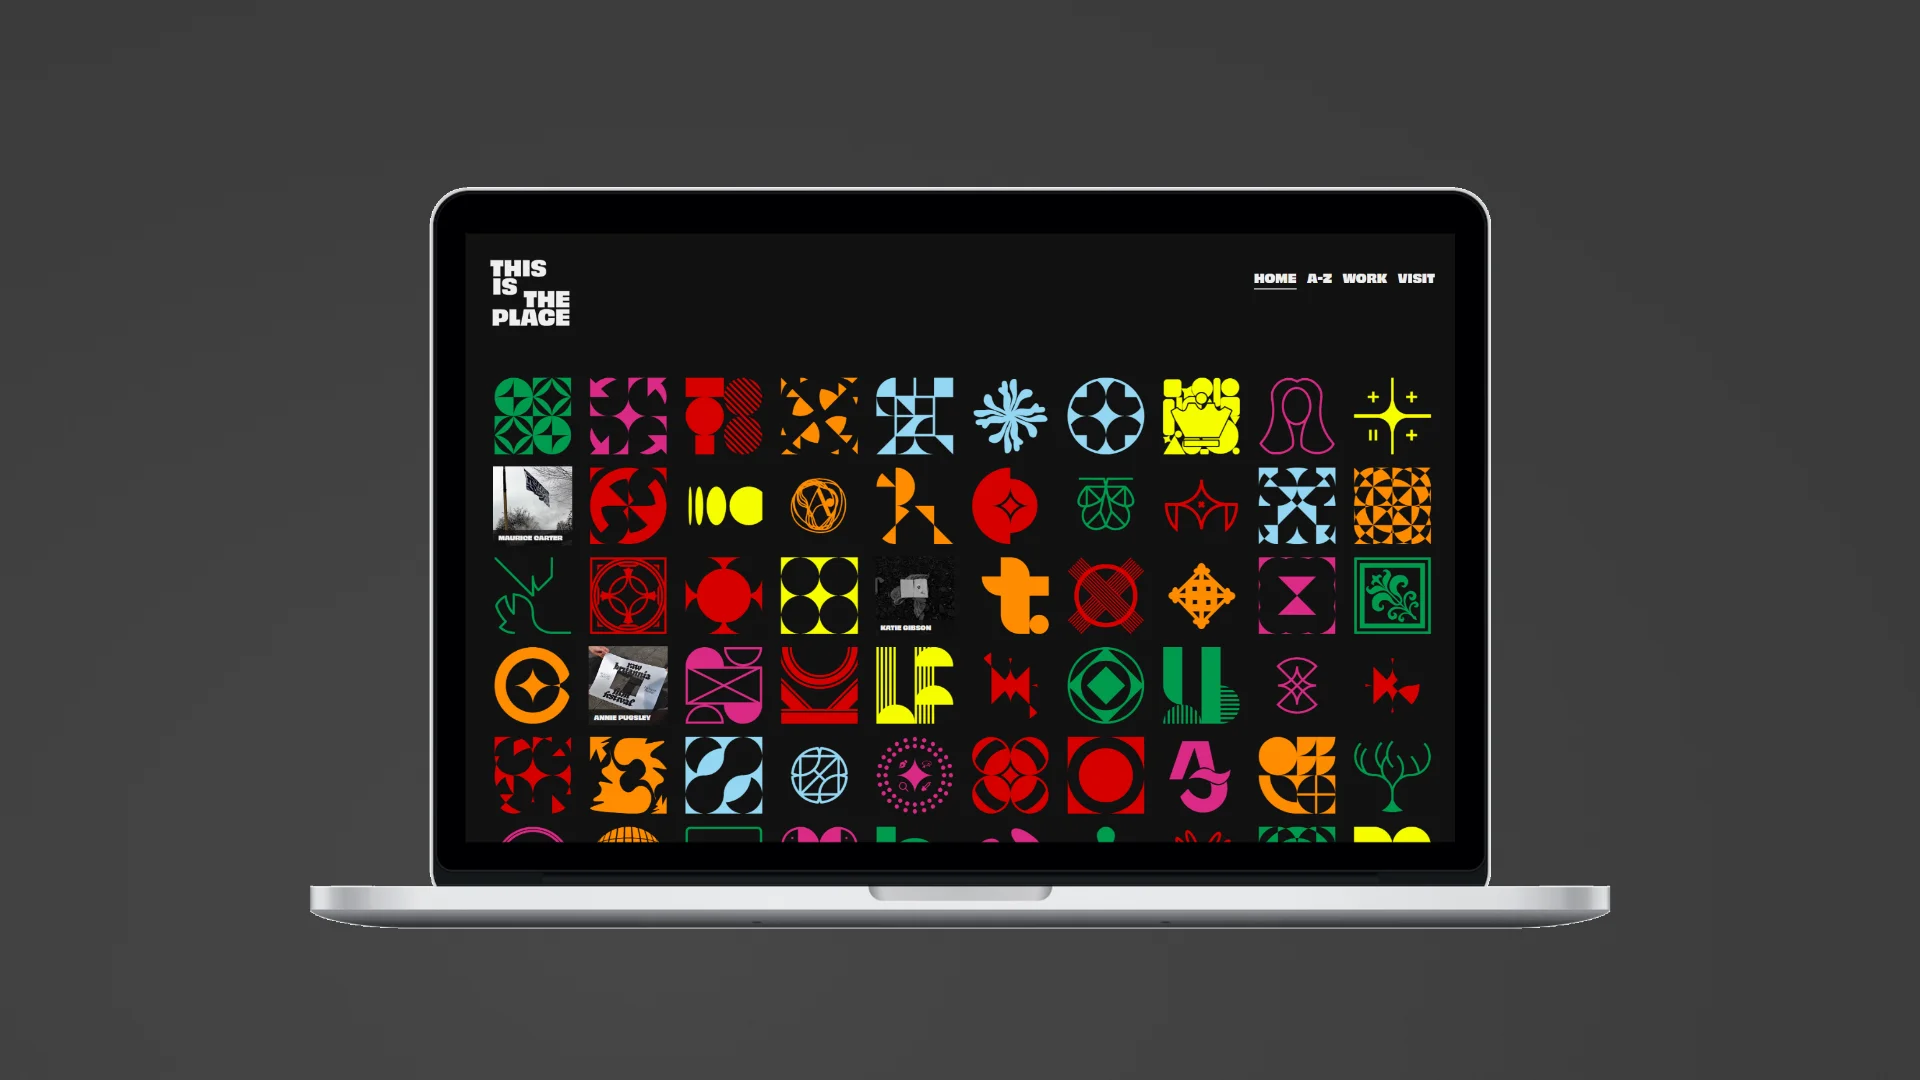 THIS
IS THE
PLACE
HOME A-Z WORK VISIT
MAURICE CARTER
KATIE GIBSON
ANNIE PUGSLEY